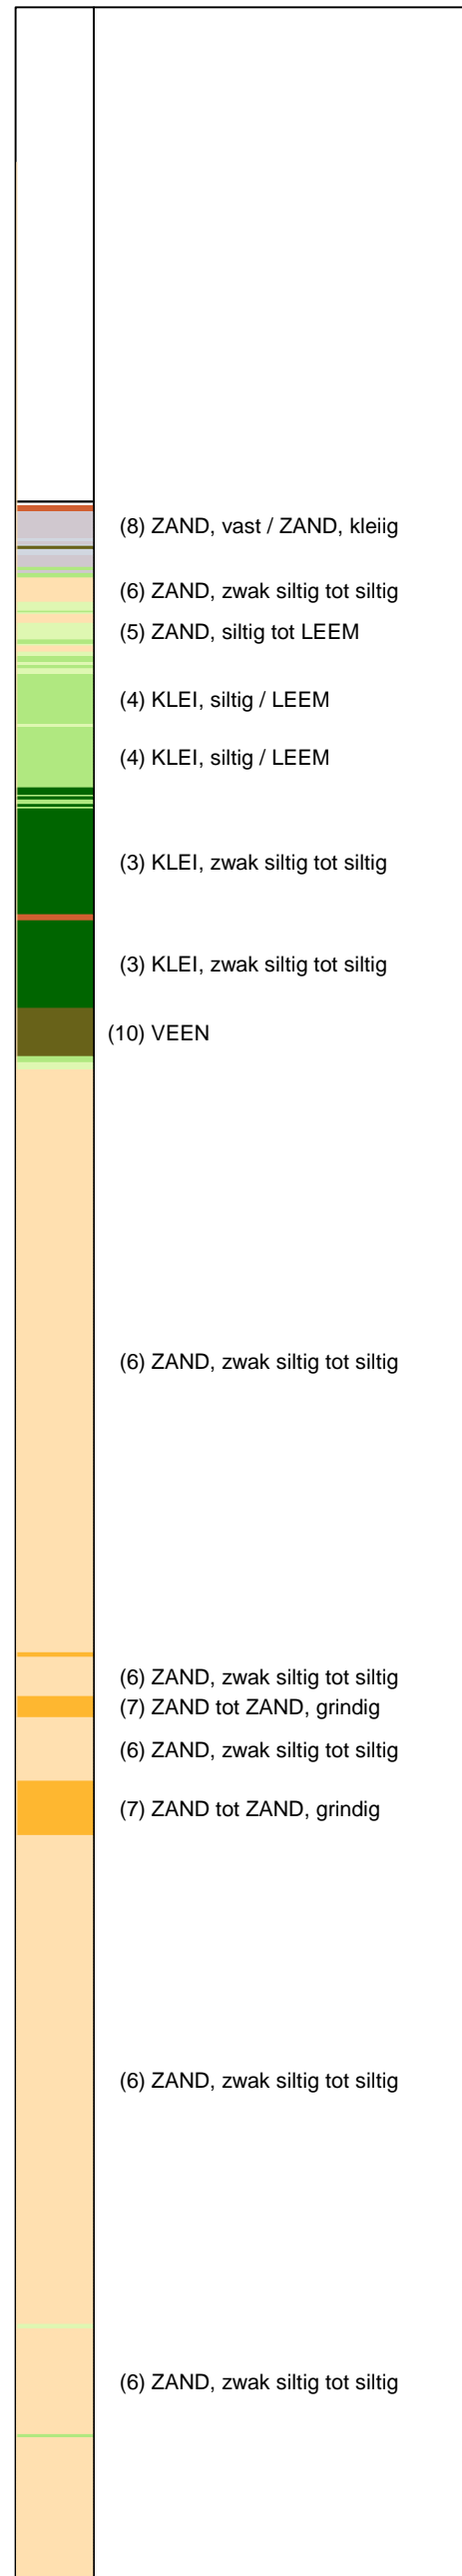 (8) ZAND, vast / ZAND, kleiig
(6) ZAND, zwak siltig tot siltig
(5) ZAND, siltig tot LEEM
(4) KLEI, siltig / LEEM
(4) KLEI, siltig / LEEM
(3) KLEI, zwak siltig tot siltig
(3) KLEI, zwak siltig tot siltig
(10) VEEN
(6) ZAND, zwak siltig tot siltig
(6) ZAND, zwak siltig tot siltig
(7) ZAND tot ZAND, grindig
(6) ZAND, zwak siltig tot siltig
(7) ZAND tot ZAND, grindig
(6) ZAND, zwak siltig tot siltig
(6) ZAND, zwak siltig tot siltig